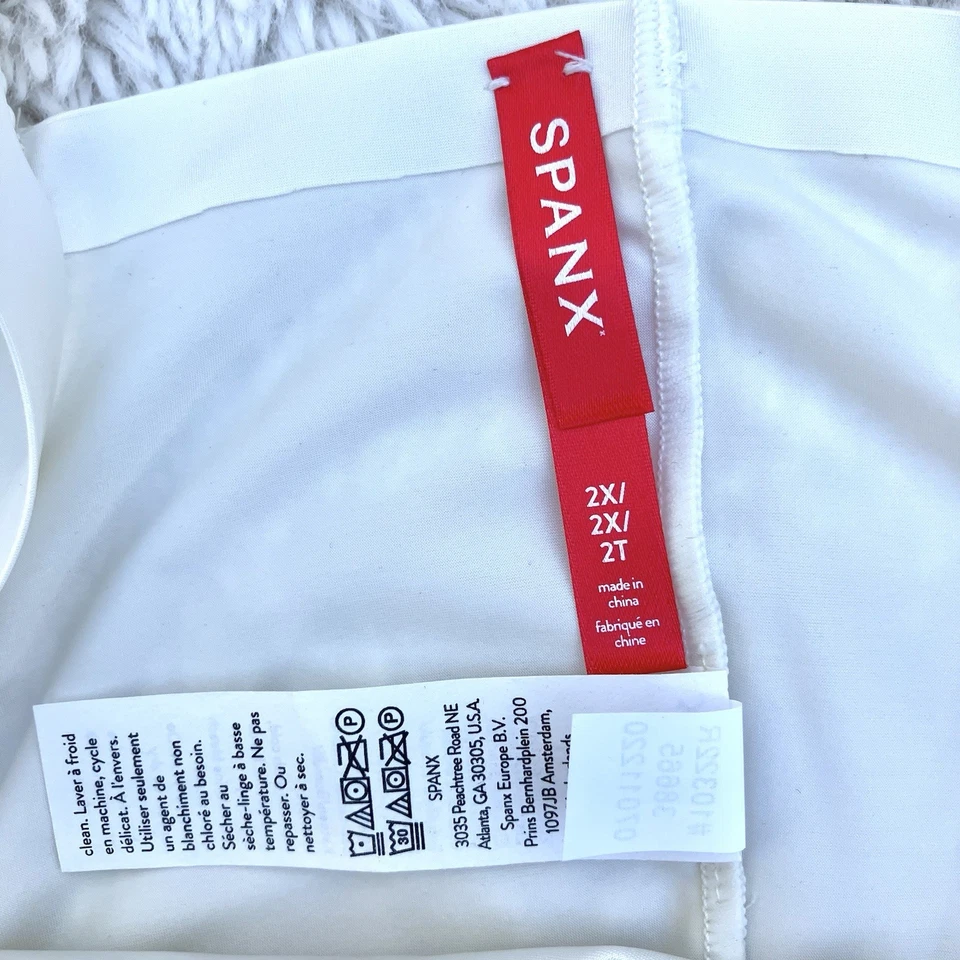 SPANX
2X/
2X/
2T
made in
china
fabriqué en
chine
clean. Laver à froid
en machine, cycle
délicat. À l'envers.
Utiliser seulement
un agent de
blanchiment non
chloré au besoin.
Sécher au
sèche-linge à basse
température. Ne pas
repasser. Ou
nettoyer à sec.
P
30 P
SPANX
3035 Peachtree Road NE
Atlanta, GA 30305, U.S.A.
Spanx Europe B.V.
Prins Bernhardplein 200
1097JB Amsterdam,